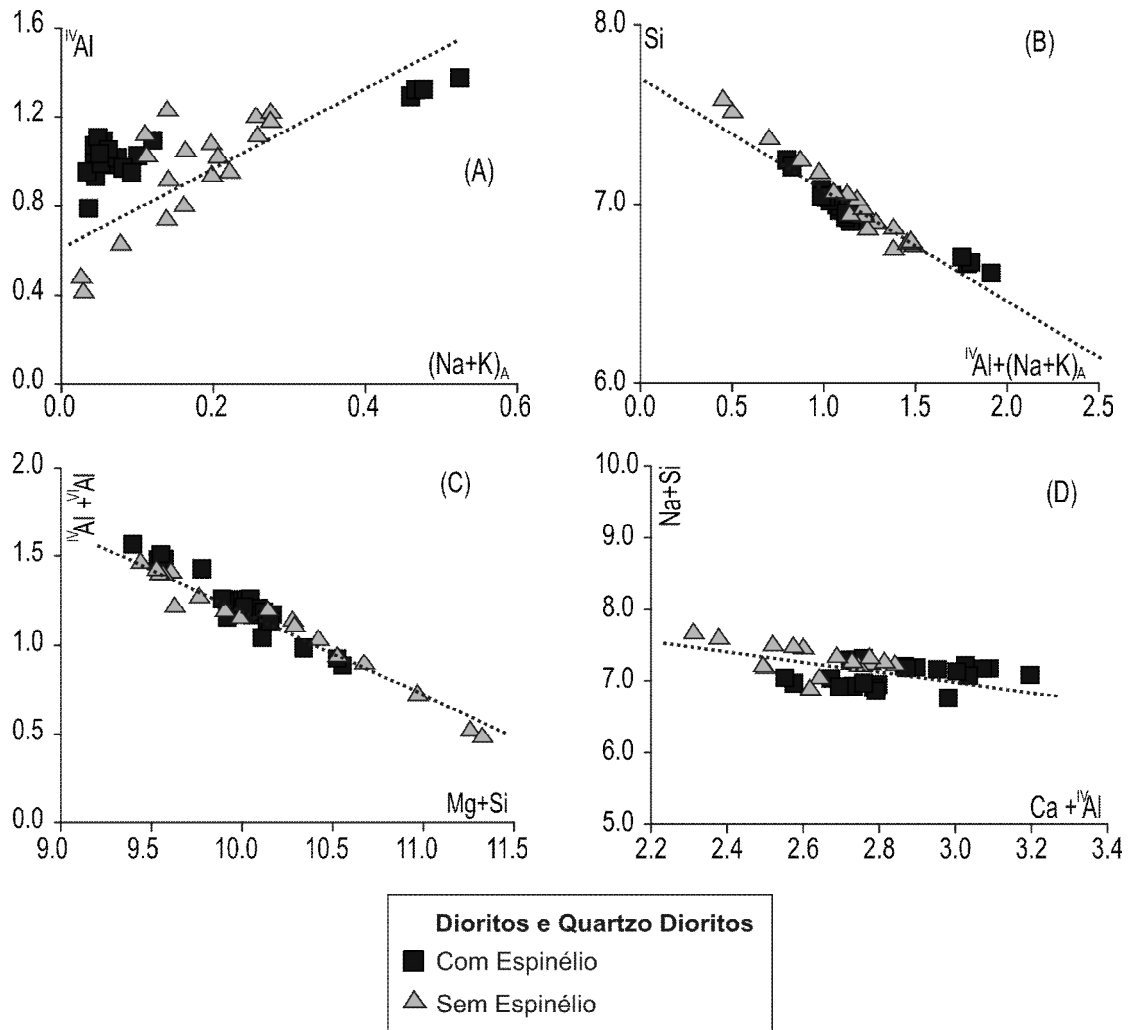 1.6
ᴵⱽAl
1.2
0.8
0.4
0.0
(A)
(Na+K)A
0.0
0.2
0.4
0.6
8.0
Si
7.0
6.0
(B)
ᴵⱽAl+(Na+K)A
0.0
0.5
1.0
1.5
2.0
2.5
2.0
ᴵⱽAl +ⱽᴵAl
1.5
1.0
0.5
0.0
(C)
Mg+Si
9.0
9.5
10.0
10.5
11.0
11.5
10.0
Na+Si
9.0
8.0
7.0
6.0
5.0
(D)
Ca +ᴵⱽAl
2.2
2.4
2.6
2.8
3.0
3.2
3.4
Dioritos e Quartzo Dioritos
Com Espinélio
Sem Espinélio